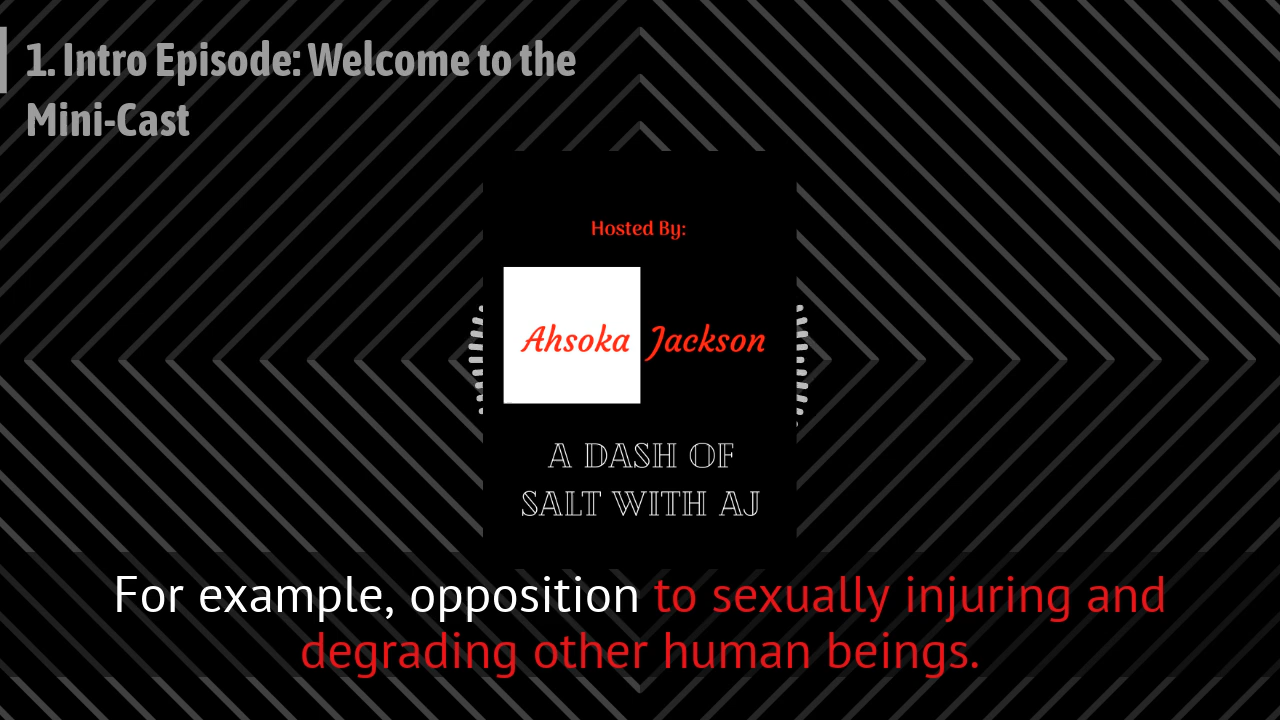 1. Intro Episode: Welcome to the
Mini-Cast
Hosted By:
Ahsoka Jackson
A DASH OF
SALT WITH AJ
For example, opposition to sexually injuring and
degrading other human beings.